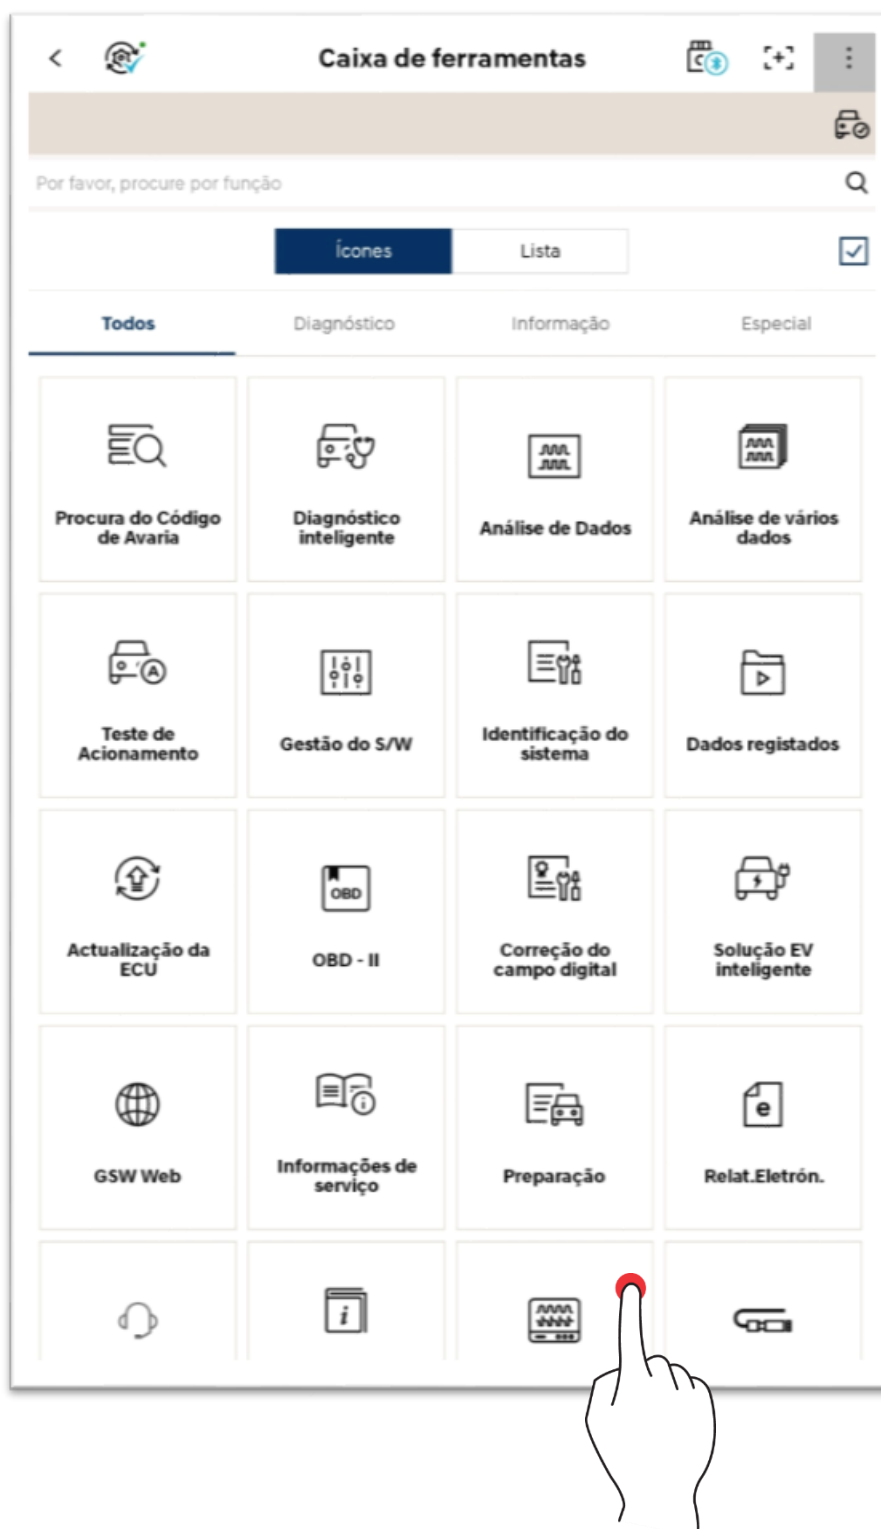 Caixa de ferramentas
Por favor, procure por função
Ícones Lista
Todos Diagnóstico Informação Especial
Procura do Código
de Avaria
Diagnóstico
inteligente
Análise de Dados
Análise de vários
dados
Teste de
Acionamento
Gestão do S/W
Identificação do
sistema
Dados registados
Actualização da
ECU
OBD
OBD - II
Correção do
campo digital
Solução EV
inteligente
GSW Web
Informações de
serviço
Preparação
e
Relat.Eletrón.
i